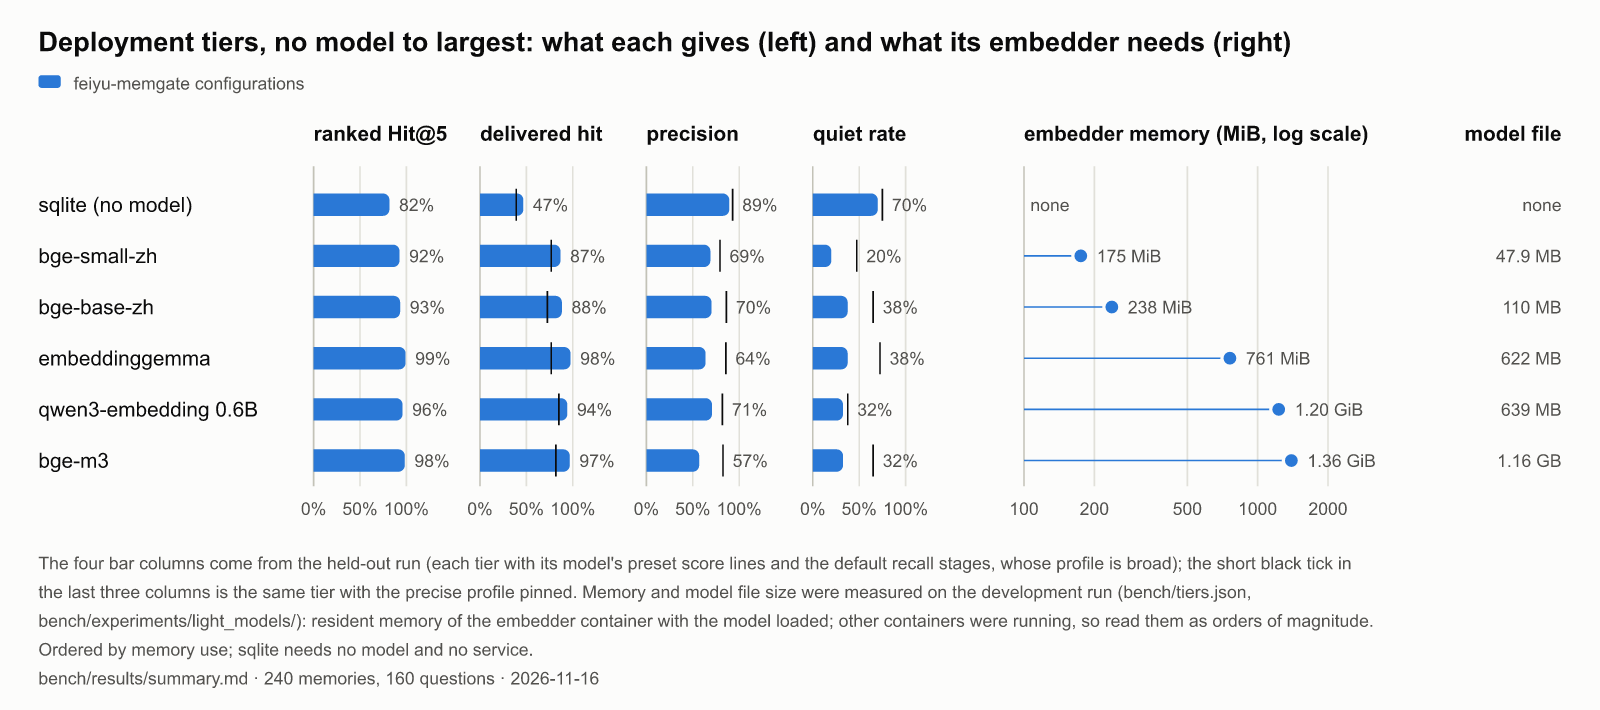 Deployment tiers, no model to largest: what each gives (left) and what its embedder needs (right)
feiyu-memgate configurations
ranked Hit@5 delivered hit precision quiet rate embedder memory (MiB, log scale) model file
sqlite (no model) 82% 47% 89% 70% none none
bge-small-zh 92% 87% 69% 20% 175 MiB 47.9 MB
bge-base-zh 93% 88% 70% 38% 238 MiB 110 MB
embeddinggemma 99% 98% 64% 38% 761 MiB 622 MB
qwen3-embedding 0.6B 96% 94% 71% 32% 1.20 GiB 639 MB
bge-m3 98% 97% 57% 32% 1.36 GiB 1.16 GB
0% 50% 100% 0% 50% 100% 0% 50% 100% 0% 50% 100% 100 200 500 1000 2000
The four bar columns come from the held-out run (each tier with its model's preset score lines and the default recall stages, whose profile is broad); the short black tick in
the last three columns is the same tier with the precise profile pinned. Memory and model file size were measured on the development run (bench/tiers.json,
bench/experiments/light_models/): resident memory of the embedder container with the model loaded; other containers were running, so read them as orders of magnitude.
Ordered by memory use; sqlite needs no model and no service.
bench/results/summary.md · 240 memories, 160 questions · 2026-11-16